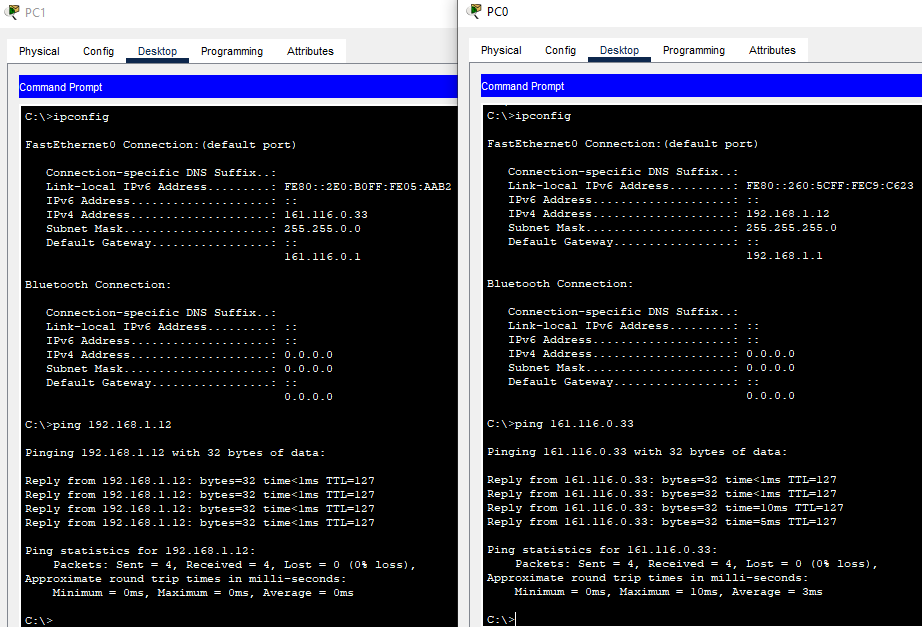 PC1
Physical Config Desktop Programming Attributes
Command Prompt
C:\>ipconfig
FastEthernet0 Connection:(default port)
Connection-specific DNS Suffix..:
Link-local IPv6 Address.........: FE80::2E0:B0FF:FE05:AAB2
IPv6 Address....................: ::
IPv4 Address....................: 161.116.0.33
Subnet Mask.....................: 255.255.0.0
Default Gateway.................: ::
161.116.0.1
Bluetooth Connection:
Connection-specific DNS Suffix..:
Link-local IPv6 Address.........: ::
IPv6 Address....................: ::
IPv4 Address....................: 0.0.0.0
Subnet Mask.....................: 0.0.0.0
Default Gateway.................: ::
0.0.0.0
C:\>ping 192.168.1.12
Pinging 192.168.1.12 with 32 bytes of data:
Reply from 192.168.1.12: bytes=32 time<1ms TTL=127
Reply from 192.168.1.12: bytes=32 time<1ms TTL=127
Reply from 192.168.1.12: bytes=32 time<1ms TTL=127
Reply from 192.168.1.12: bytes=32 time<1ms TTL=127
Ping statistics for 192.168.1.12:
Packets: Sent = 4, Received = 4, Lost = 0 (0% loss),
Approximate round trip times in milli-seconds:
Minimum = 0ms, Maximum = 0ms, Average = 0ms
C:\>
PC0
Physical Config Desktop Programming Attributes
Command Prompt
C:\>ipconfig
FastEthernet0 Connection:(default port)
Connection-specific DNS Suffix..:
Link-local IPv6 Address.........: FE80::260:5CFF:FEC9:C623
IPv6 Address....................: ::
IPv4 Address....................: 192.168.1.12
Subnet Mask.....................: 255.255.255.0
Default Gateway.................: ::
192.168.1.1
Bluetooth Connection:
Connection-specific DNS Suffix..:
Link-local IPv6 Address.........: ::
IPv6 Address....................: ::
IPv4 Address....................: 0.0.0.0
Subnet Mask.....................: 0.0.0.0
Default Gateway.................: ::
0.0.0.0
C:\>ping 161.116.0.33
Pinging 161.116.0.33 with 32 bytes of data:
Reply from 161.116.0.33: bytes=32 time<1ms TTL=127
Reply from 161.116.0.33: bytes=32 time<1ms TTL=127
Reply from 161.116.0.33: bytes=32 time=10ms TTL=127
Reply from 161.116.0.33: bytes=32 time=5ms TTL=127
Ping statistics for 161.116.0.33:
Packets: Sent = 4, Received = 4, Lost = 0 (0% loss),
Approximate round trip times in milli-seconds:
Minimum = 0ms, Maximum = 10ms, Average = 3ms
C:\>